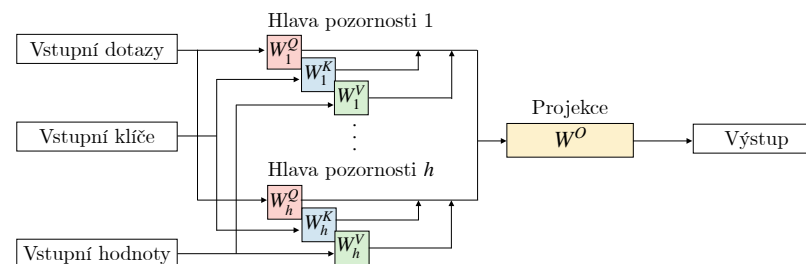 Hlava pozornosti 1
Vstupní dotazy
W_1^Q
W_1^K
W_1^V
Vstupní klíče
Projekce
W^O
Výstup
Hlava pozornosti h
W_h^Q
W_h^K
W_h^V
Vstupní hodnoty